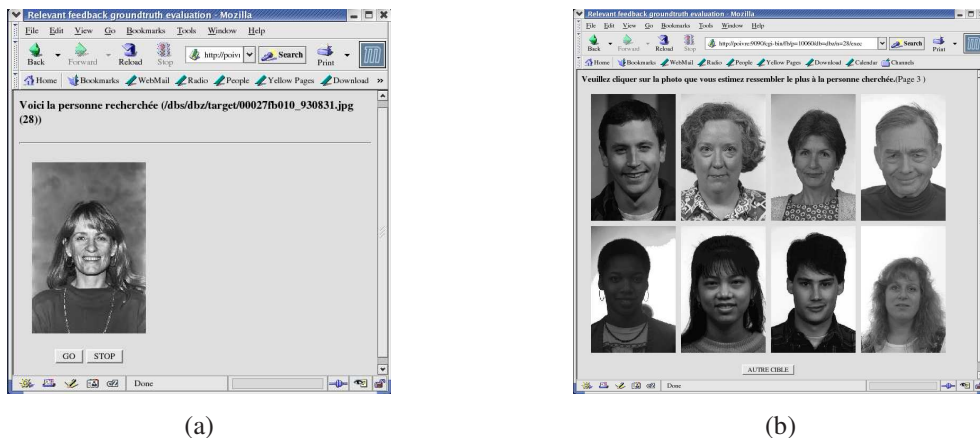 Relevant feedback groundtruth evaluation - Mozilla
File Edit View Go Bookmarks Tools Window Help
Back Forward Reload Stop http://poivr Search Print
Home Bookmarks WebMail Radio People Yellow Pages Download »
Voici la personne recherchée (/dbs/dbz/target/00027fb010_930831.jpg
(28))
GO STOP
Done
(a)
Relevant feedback groundtruth evaluation - Mozilla
File Edit View Go Bookmarks Tools Window Help
Back Forward Reload Stop Search Print
Home Bookmarks WebMail Radio People Yellow Pages Download Calendar Channels
Veuillez cliquer sur la photo que vous estimez ressembler le plus à la personne cherchée.(Page 3 )
AUTRE CIBLE
Done
(b)